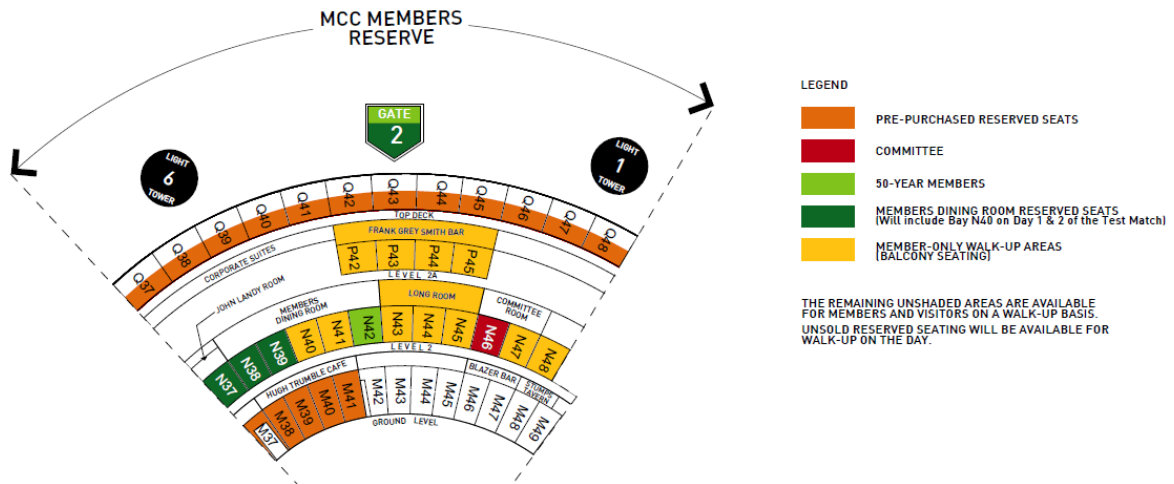 MCC MEMBERS
RESERVE
GATE
2
LIGHT
6
TOWER
LIGHT
1
TOWER
Q37
Q38
Q39
Q40
Q41
Q42
Q43
Q44
Q45
Q46
Q47
Q48
TOP DECK
CORPORATE SUITES
FRANK GREY SMITH BAR
P42
P43
P44
P45
LEVEL 2A
JOHN LANDY ROOM
MEMBERS
DINING ROOM
LONG ROOM
COMMITTEE
ROOM
N37
N38
N39
N40
N41
N42
N43
N44
N45
N46
N47
N48
LEVEL 2
HUGH TRUMBLE CAFE
BLAZER BAR
STUMPS
TAVERN
M37
M38
M39
M40
M41
M42
M43
M44
M45
M46
M47
M48
M49
GROUND LEVEL
LEGEND
PRE-PURCHASED RESERVED SEATS
COMMITTEE
50-YEAR MEMBERS
MEMBERS DINING ROOM RESERVED SEATS
(Will include Bay N40 on Day 1 & 2 of the Test Match)
MEMBER-ONLY WALK-UP AREAS
(BALCONY SEATING)
THE REMAINING UNSHADED AREAS ARE AVAILABLE
FOR MEMBERS AND VISITORS ON A WALK-UP BASIS.
UNSOLD RESERVED SEATING WILL BE AVAILABLE FOR
WALK-UP ON THE DAY.